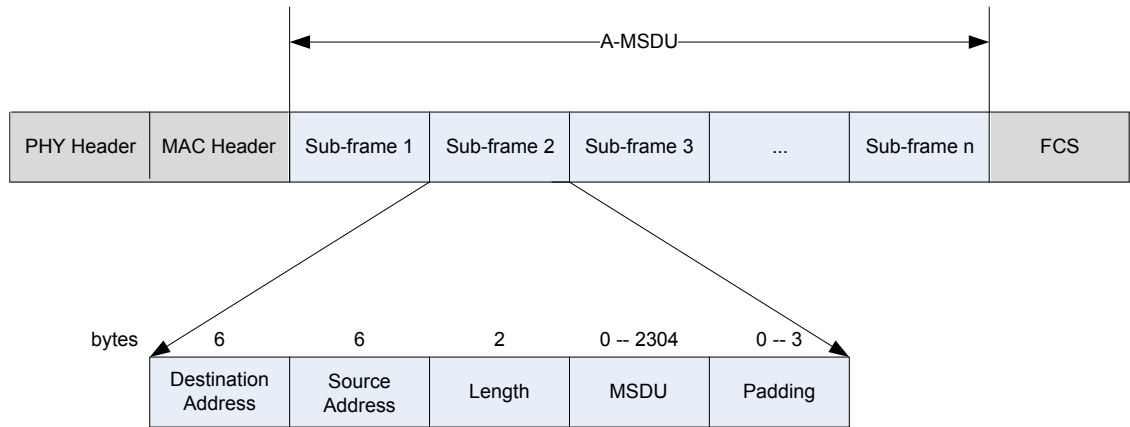 A-MSDU
PHY Header MAC Header Sub-frame 1 Sub-frame 2 Sub-frame 3 ... Sub-frame n FCS
bytes 6 6 2 0 -- 2304 0 -- 3
Destination Address Source Address Length MSDU Padding